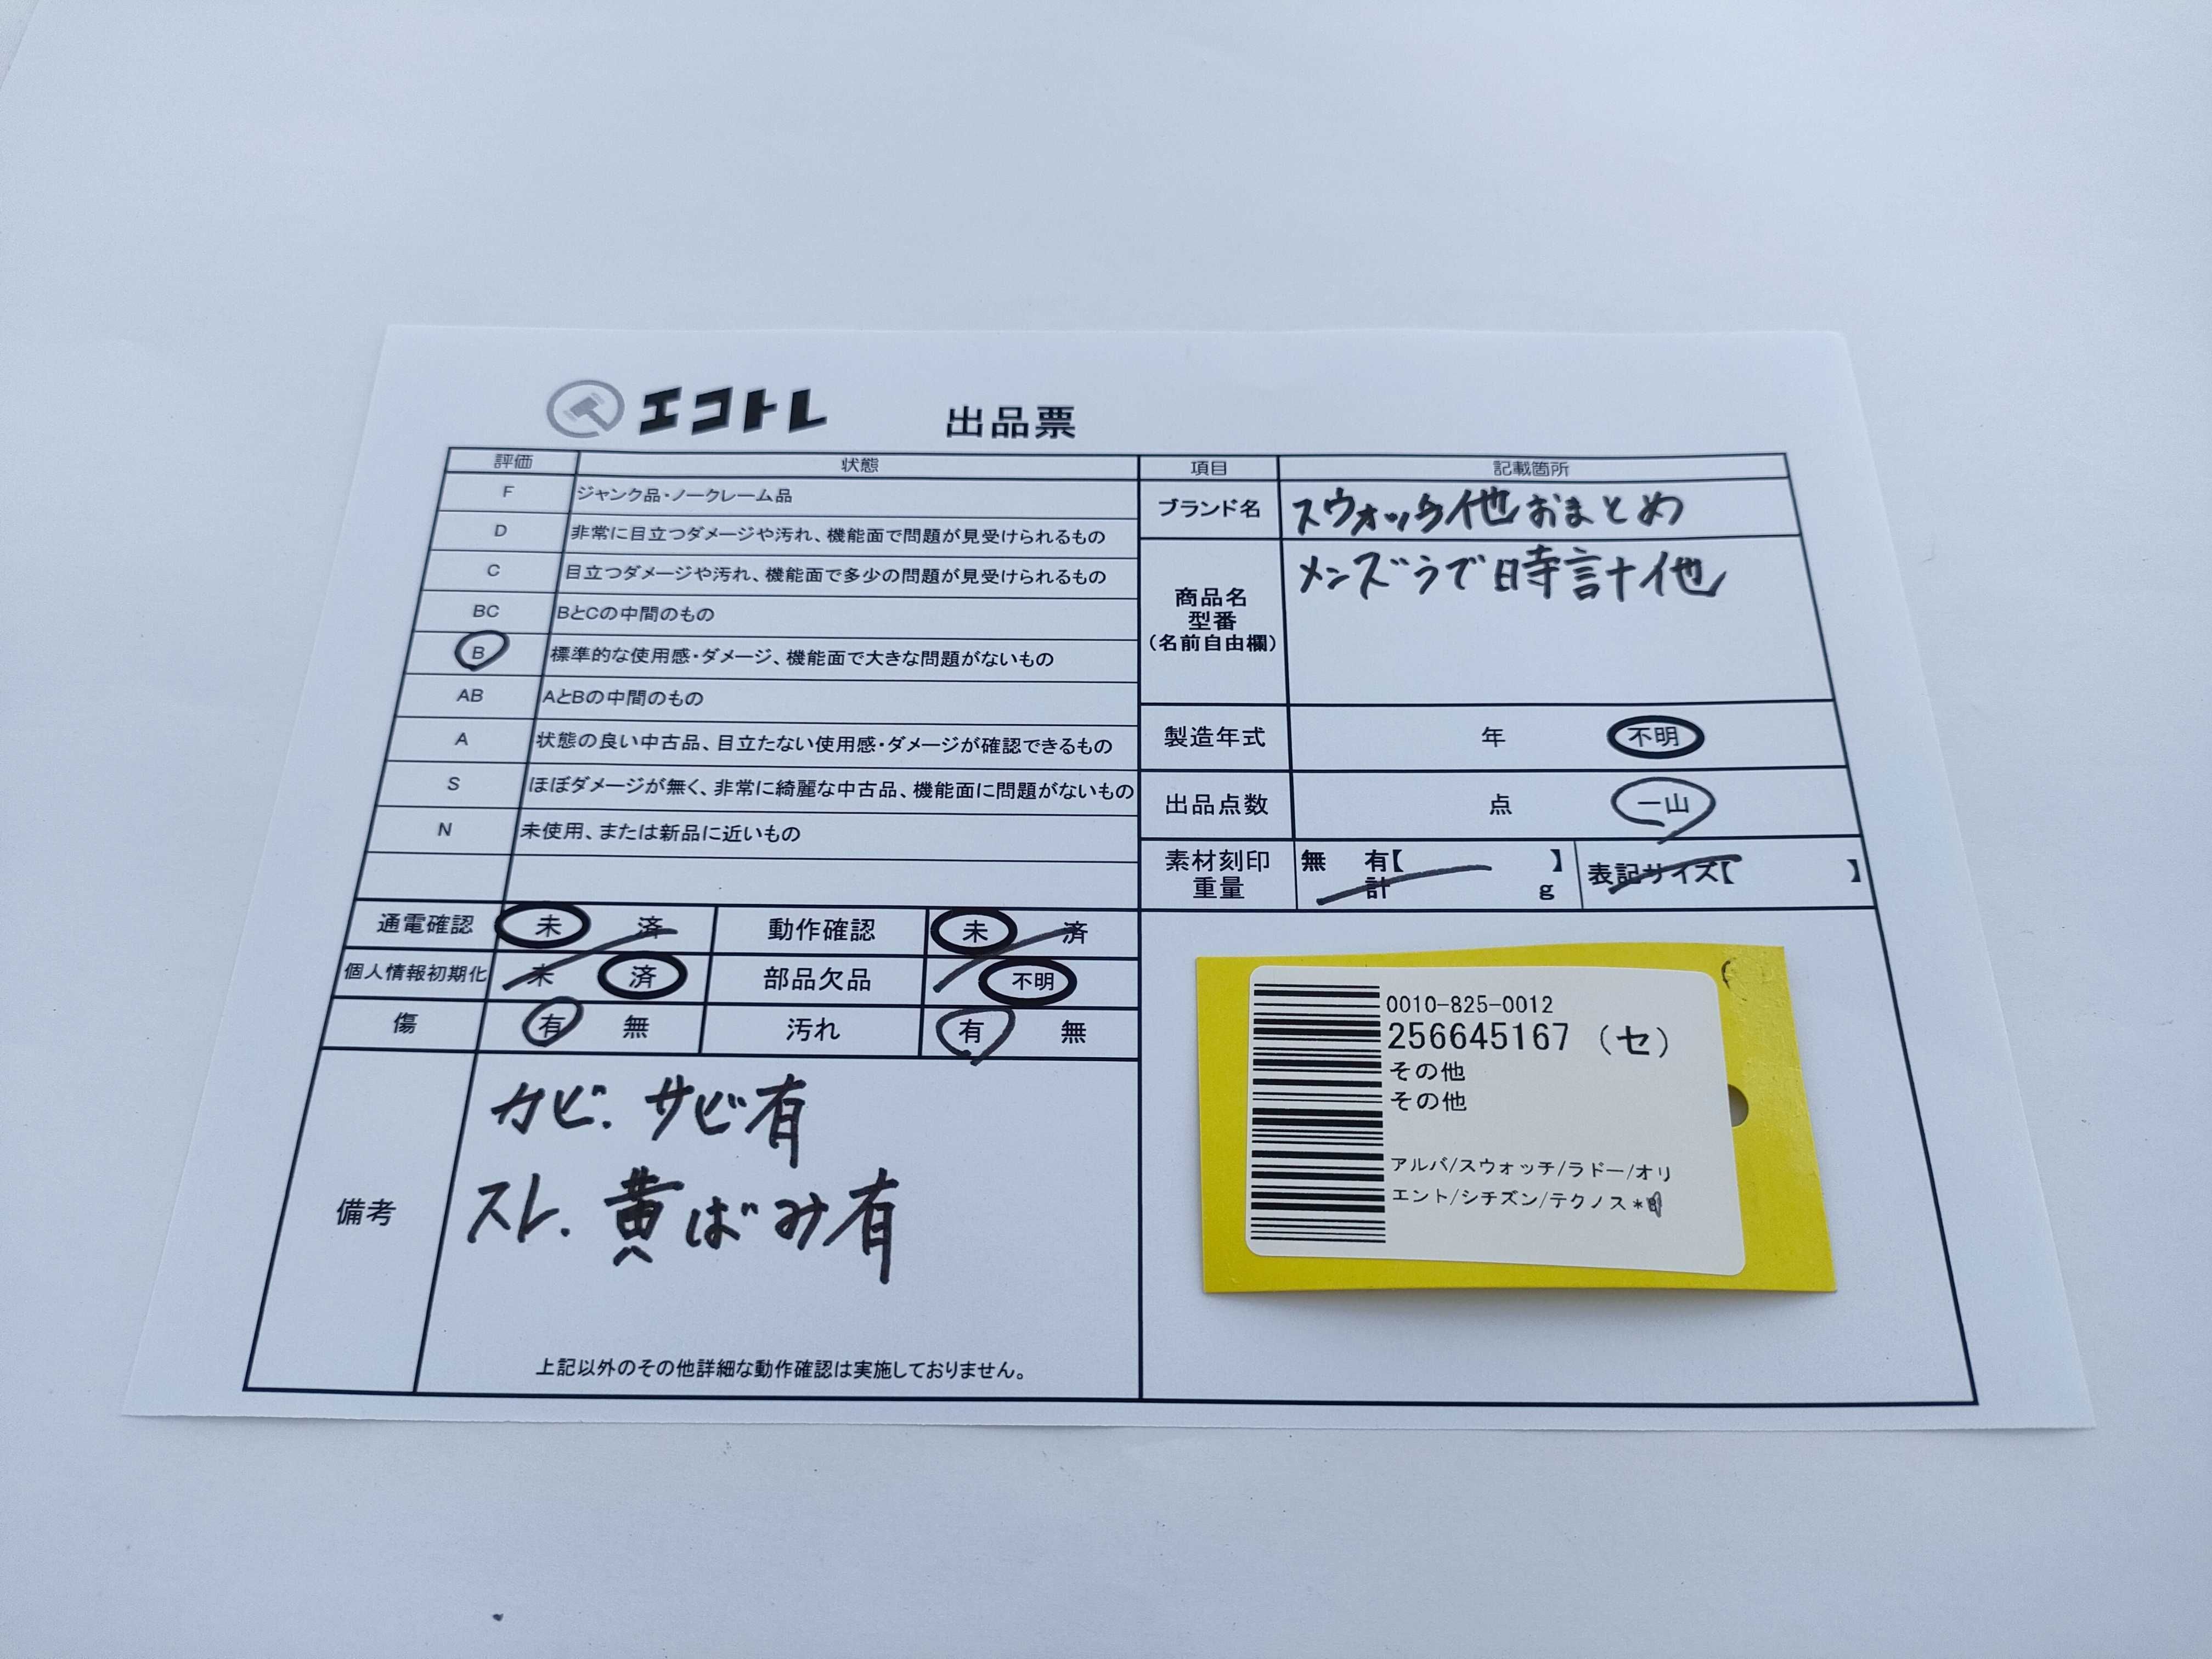 エコトレ 出品票
評価 状態
F ジャンク品・ノークレーム品
D 非常に目立つダメージや汚れ、機能面で問題が見受けられるもの
C 目立つダメージや汚れ、機能面で多少の問題が見受けられるもの
BC BとCの中間のもの
B 標準的な使用感・ダメージ、機能面で大きな問題がないもの
AB AとBの中間のもの
A 状態の良い中古品、目立たない使用感・ダメージが確認できるもの
S ほぼダメージが無く、非常に綺麗な中古品、機能面に問題がないもの
N 未使用、または新品に近いもの
通電確認 未 済 動作確認 未 済
個人情報初期化 未 済 部品欠品 不明
傷 有 無 汚れ 有 無
備考
カビ.サビ有
スレ.黄ばみ有
上記以外のその他詳細な動作確認は実施しておりません。
項目 記載箇所
ブランド名 スウォッチ他おまとめ
商品名
型番
(名前自由欄)
メンズうで時計他
製造年式 年 不明
出品点数 点 一山
素材刻印 無 有【 】 表記サイズ【 】
重量 計 g
0010-825-0012
256645167 (セ)
その他
その他
アルバ/スウォッチ/ラドー/オリ
エント/シチズン/テクノス*